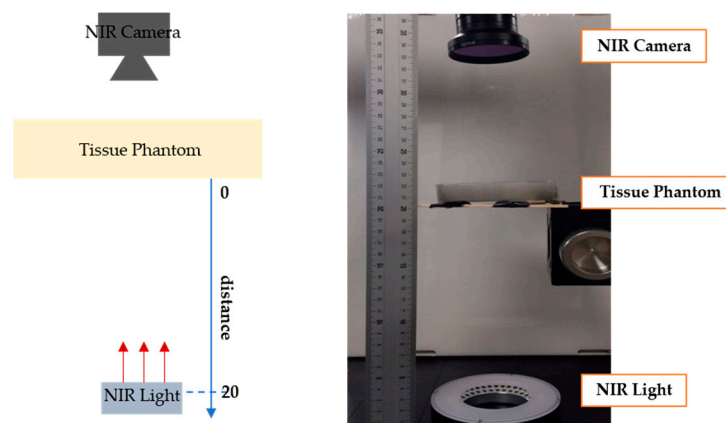 NIR Camera
Tissue Phantom
0
distance
20
NIR Light
NIR Camera
Tissue Phantom
NIR Light